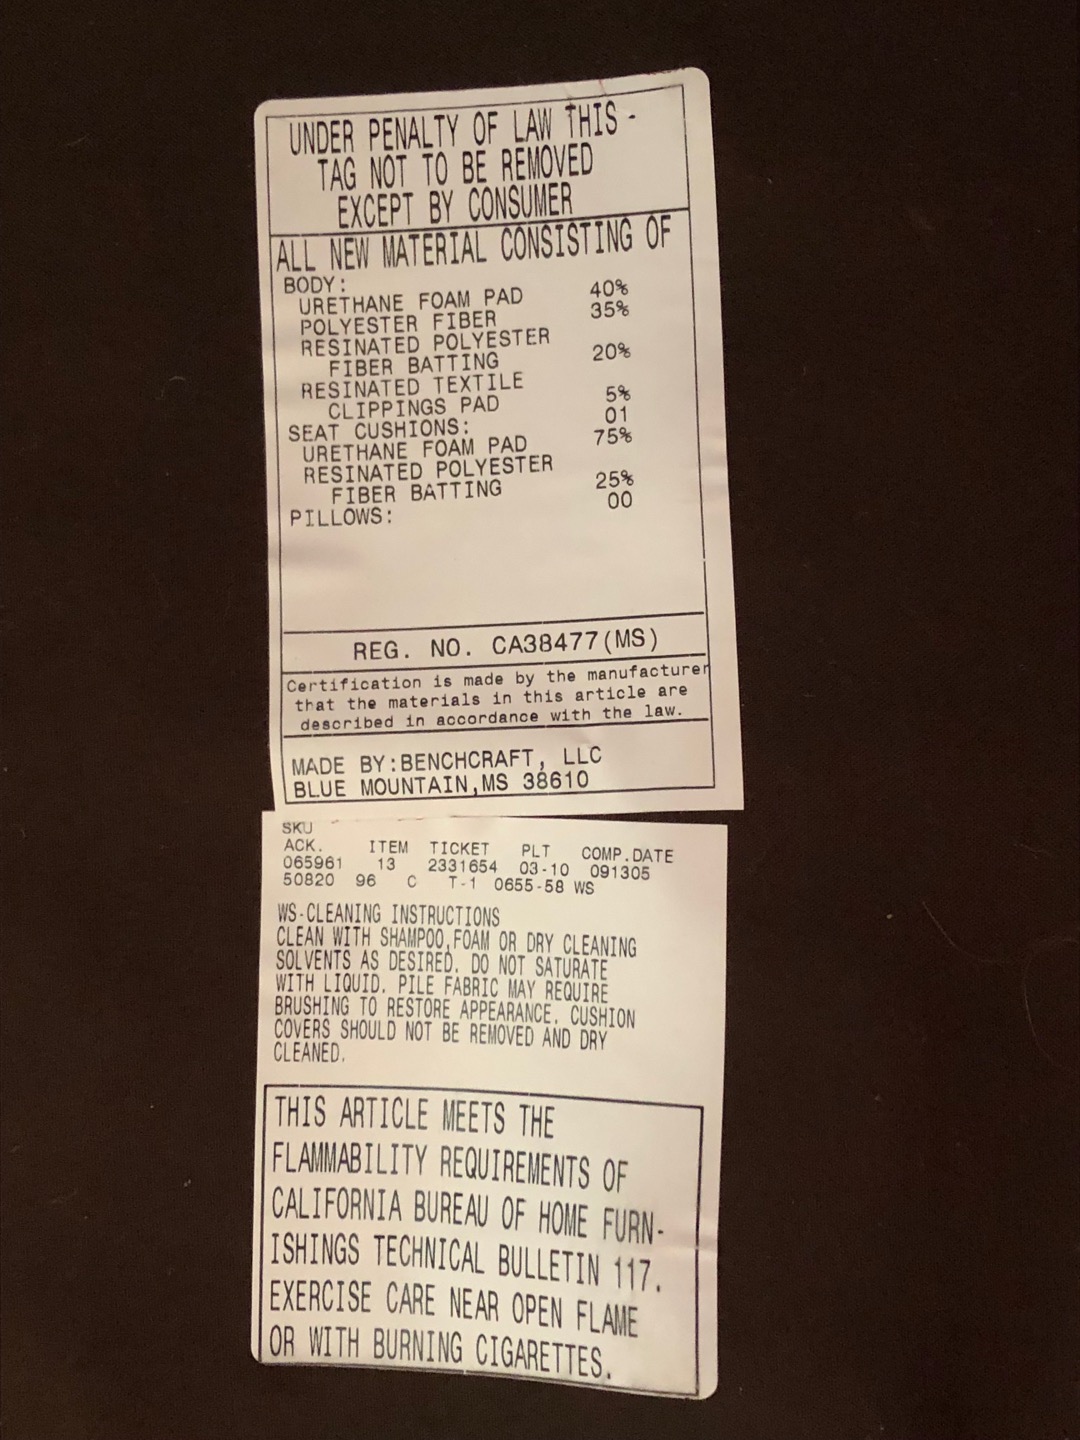 UNDER PENALTY OF LAW THIS -
TAG NOT TO BE REMOVED
EXCEPT BY CONSUMER
ALL NEW MATERIAL CONSISTING OF
BODY:
URETHANE FOAM PAD 40%
POLYESTER FIBER 35%
RESINATED POLYESTER
FIBER BATTING 20%
RESINATED TEXTILE
CLIPPINGS PAD 5%
SEAT CUSHIONS: 01
URETHANE FOAM PAD 75%
RESINATED POLYESTER
FIBER BATTING 25%
PILLOWS: 00
REG. NO. CA38477(MS)
Certification is made by the manufacturer
that the materials in this article are
described in accordance with the law.
MADE BY:BENCHCRAFT, LLC
BLUE MOUNTAIN,MS 38610
SKU
ACK. ITEM TICKET PLT COMP.DATE
065961 13 2331654 03-10 091305
50820 96 C T-1 0655-58 WS
WS-CLEANING INSTRUCTIONS
CLEAN WITH SHAMPOO,FOAM OR DRY CLEANING
SOLVENTS AS DESIRED. DO NOT SATURATE
WITH LIQUID. PILE FABRIC MAY REQUIRE
BRUSHING TO RESTORE APPEARANCE. CUSHION
COVERS SHOULD NOT BE REMOVED AND DRY
CLEANED.
THIS ARTICLE MEETS THE
FLAMMABILITY REQUIREMENTS OF
CALIFORNIA BUREAU OF HOME FURN-
ISHINGS TECHNICAL BULLETIN 117.
EXERCISE CARE NEAR OPEN FLAME
OR WITH BURNING CIGARETTES.